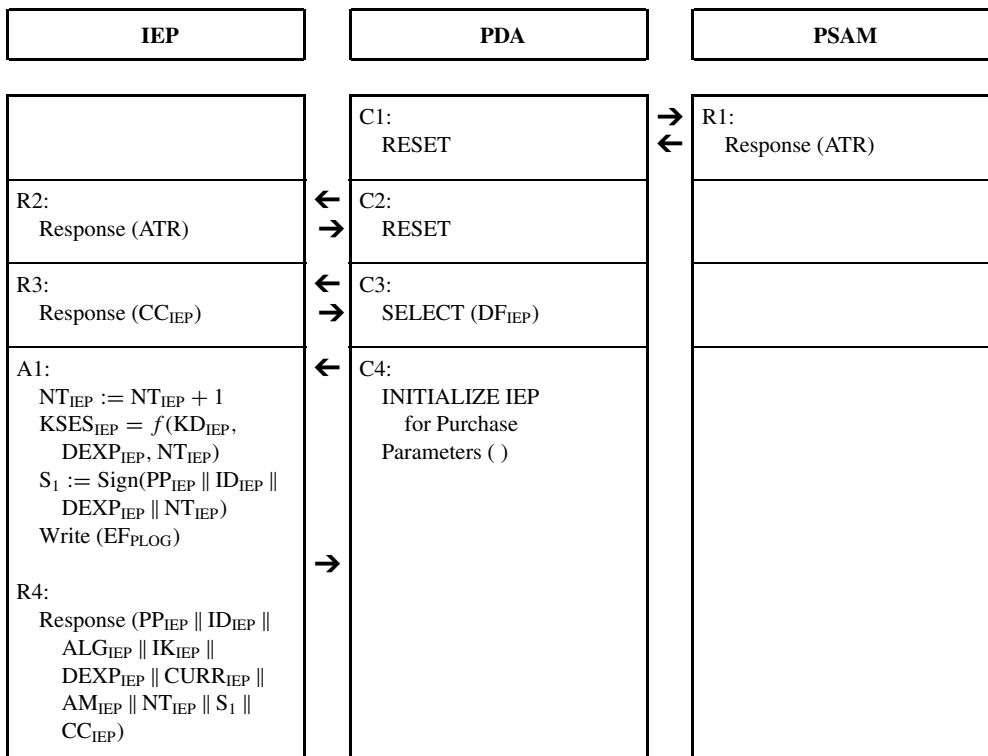 IEP
PDA
PSAM
C1:
RESET
R1:
Response (ATR)
R2:
Response (ATR)
C2:
RESET
R3:
Response (CC_IEP)
C3:
SELECT (DF_IEP)
A1:
NT_IEP := NT_IEP + 1
KSES_IEP = f(KD_IEP,
DEXP_IEP, NT_IEP)
S_1 := Sign(PP_IEP || ID_IEP ||
DEXP_IEP || NT_IEP)
Write (EF_PLOG)
R4:
Response (PP_IEP || ID_IEP ||
ALG_IEP || IK_IEP ||
DEXP_IEP || CURR_IEP ||
AM_IEP || NT_IEP || S_1 ||
CC_IEP)
C4:
INITIALIZE IEP
for Purchase
Parameters ( )